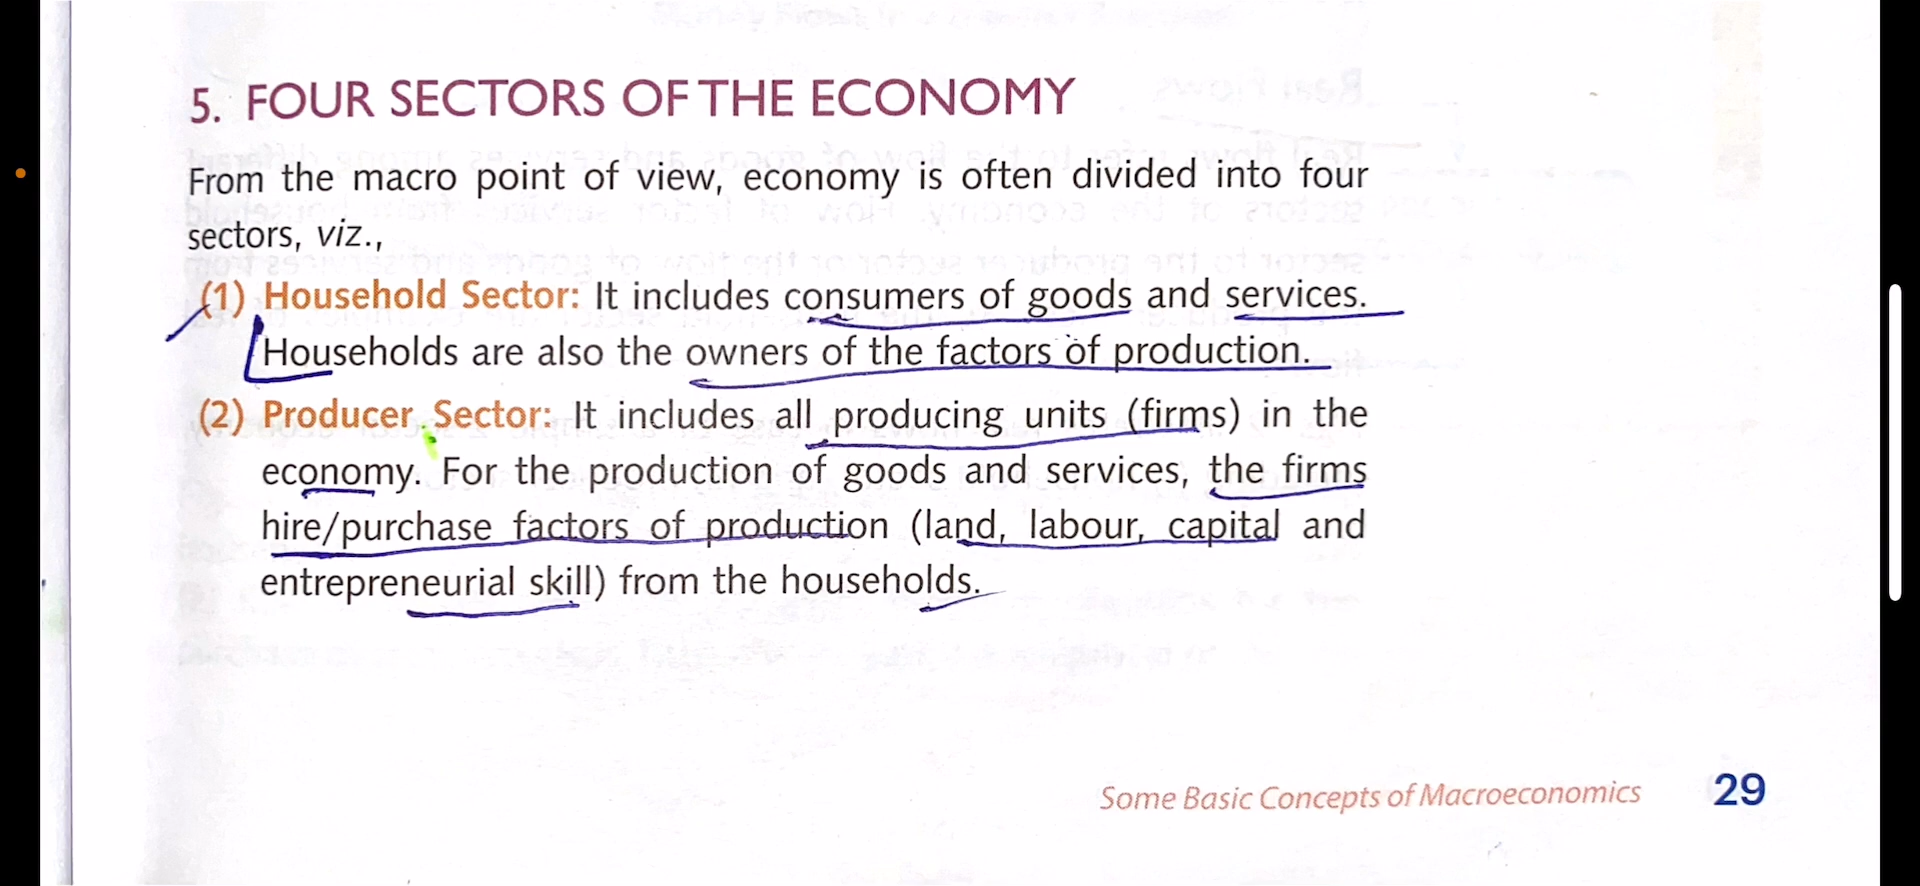 5. FOUR SECTORS OF THE ECONOMY
From the macro point of view, economy is often divided into four
sectors, viz.,
(1) Household Sector: It includes consumers of goods and services.
Households are also the owners of the factors of production.
(2) Producer Sector: It includes all producing units (firms) in the
economy. For the production of goods and services, the firms
hire/purchase factors of production (land, labour, capital and
entrepreneurial skill) from the households.
Some Basic Concepts of Macroeconomics 29